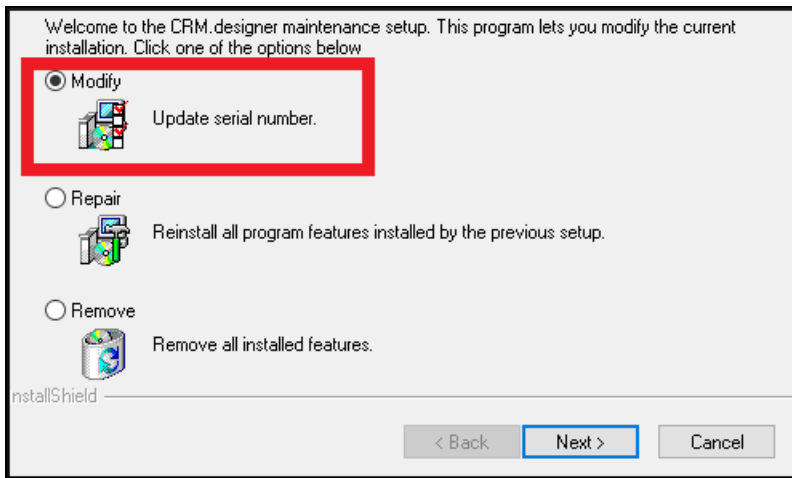 Welcome to the CRM.designer maintenance setup. This program lets you modify the current
installation. Click one of the options below
Modify
Update serial number.
Repair
Reinstall all program features installed by the previous setup.
Remove
Remove all installed features.
nstallShield
< Back
Next >
Cancel